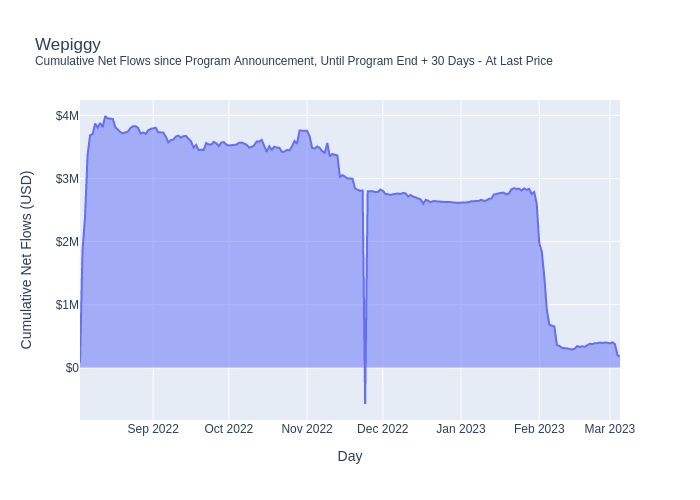 Wepiggy
Cumulative Net Flows since Program Announcement, Until Program End + 30 Days - At Last Price
Cumulative Net Flows (USD)
$4M
$3M
$2M
$1M
$0
Sep 2022
Oct 2022
Nov 2022
Dec 2022
Jan 2023
Feb 2023
Mar 2023
Day